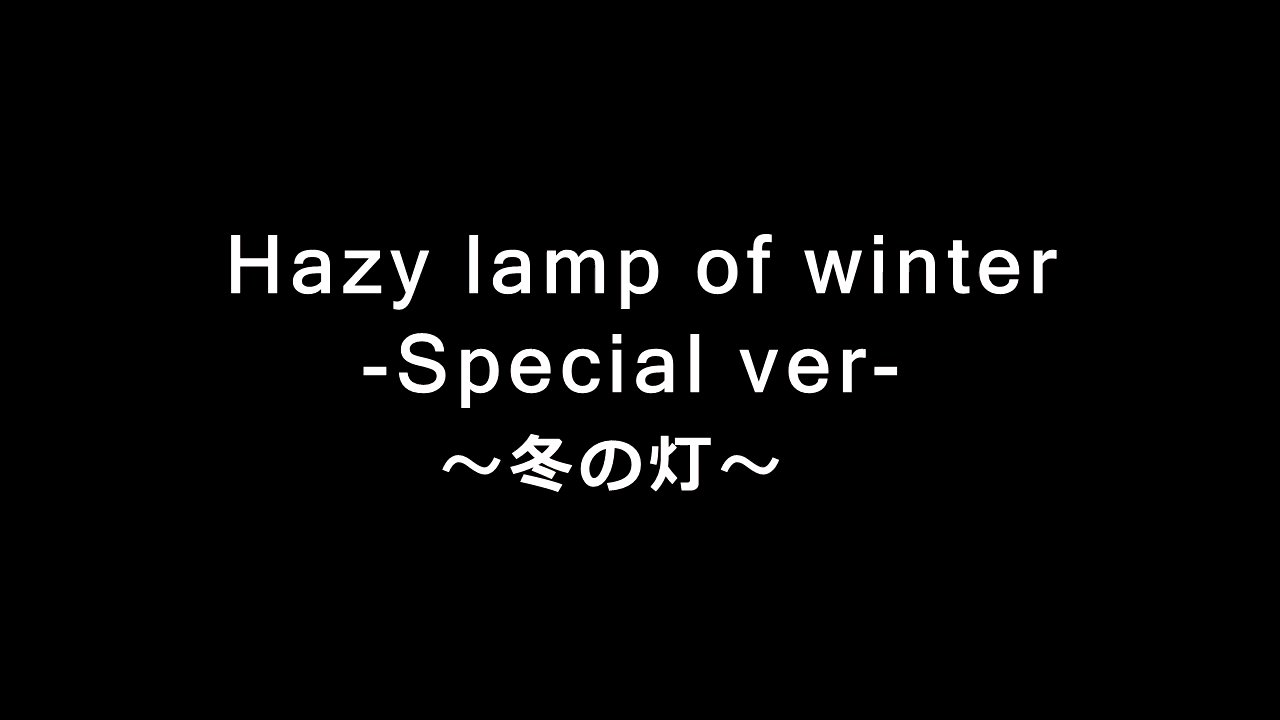 Hazy lamp of winter
-Special ver-
～冬の灯～